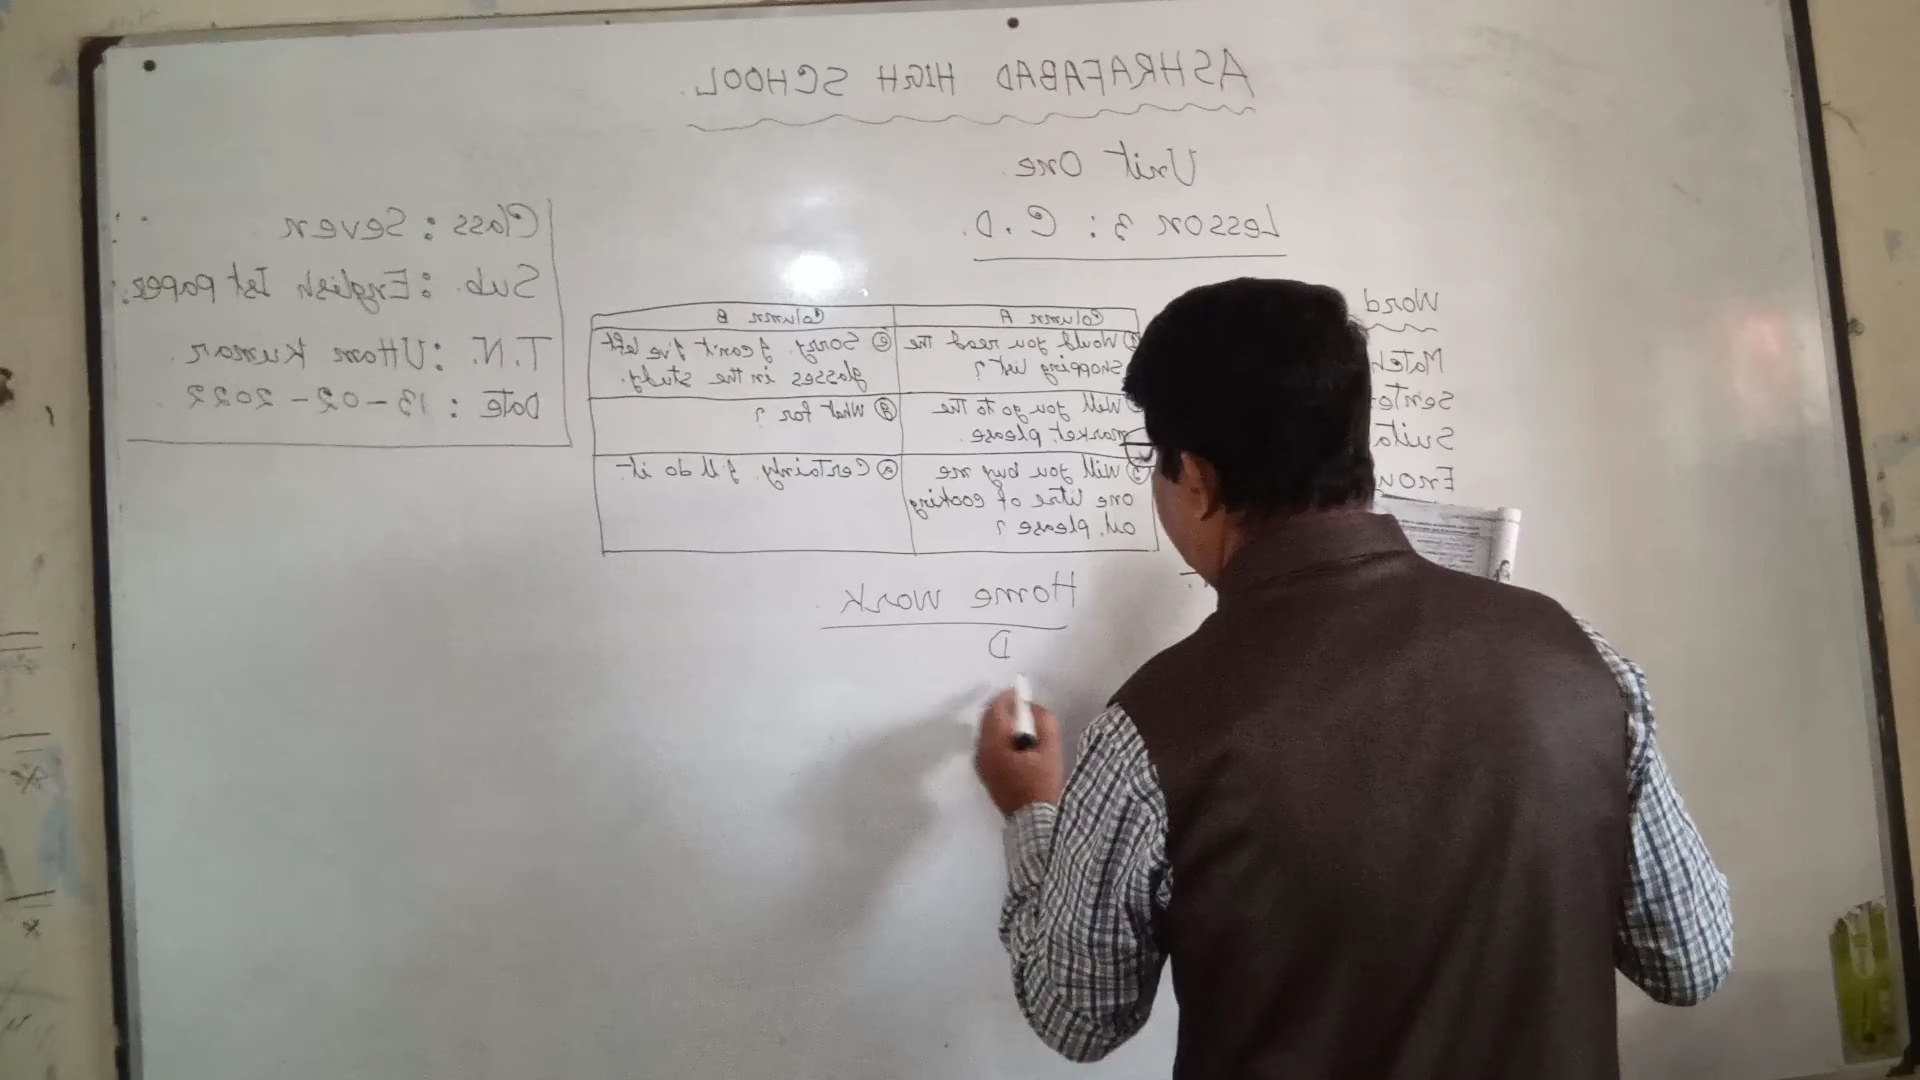 ASHRAFABAD HIGH SCHOOL.
Unit One
Lesson 3 : C.D.
Class : Seven
Sub. : English 1st paper.
T.N. : Uttom Kumar.
Date : 13-02-2022
Word
Match
Column A
Column B
Would you read The shopping list?
e Sorry, I can't I've left glasses in the study.
Will you go to The market please.
g What for?
3 Will you buy me one litre of cooking oil, please?
a Certainly I'll do it.
Home work
D